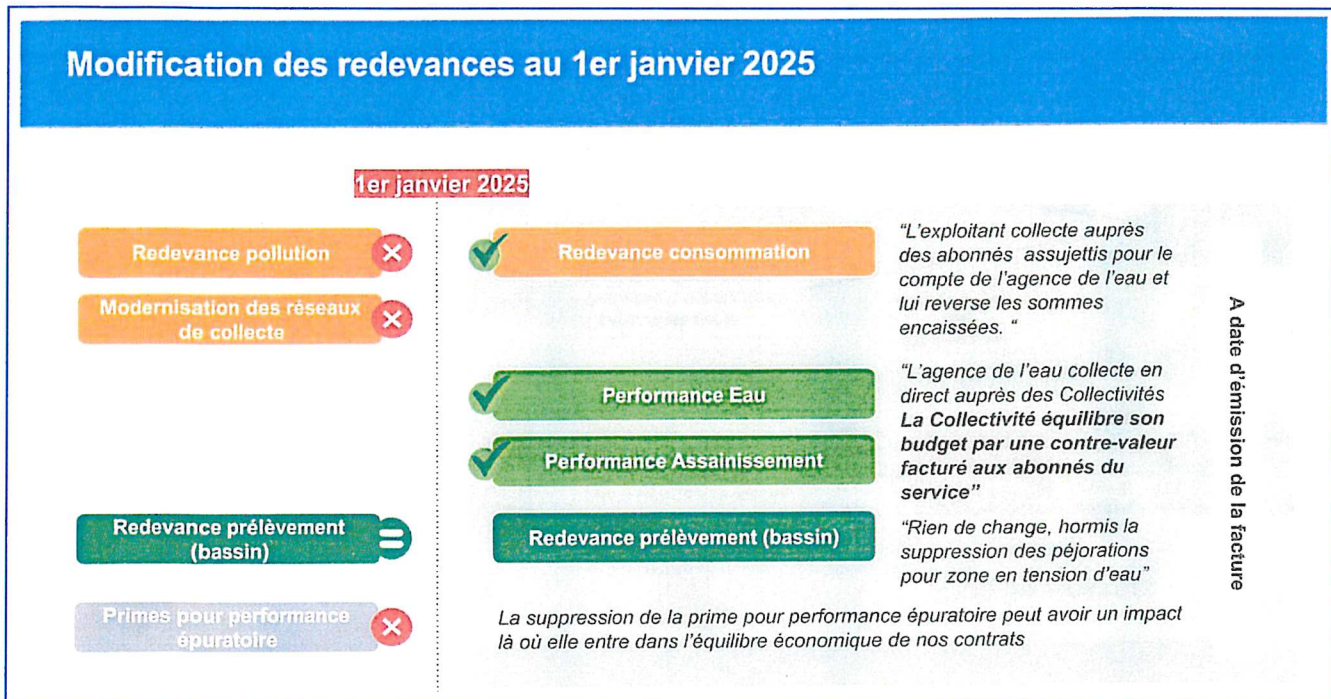 Modification des redevances au 1er janvier 2025
1er janvier 2025
Redevance pollution
Redevance consommation
"L'exploitant collecte auprès
des abonnés assujettis pour le
compte de l'agence de l'eau et
lui reverse les sommes
encaissées. "
Modernisation des réseaux
de collecte
Performance Eau
"L'agence de l'eau collecte en
direct auprès des Collectivités
La Collectivité équilibre son
budget par une contre-valeur
facturé aux abonnés du
service"
Performance Assainissement
Redevance prélèvement
(bassin)
Redevance prélèvement (bassin)
"Rien de change, hormis la
suppression des péjorations
pour zone en tension d'eau"
Primes pour performance
épuratoire
La suppression de la prime pour performance épuratoire peut avoir un impact
là où elle entre dans l'équilibre économique de nos contrats
A date d'émission de la facture